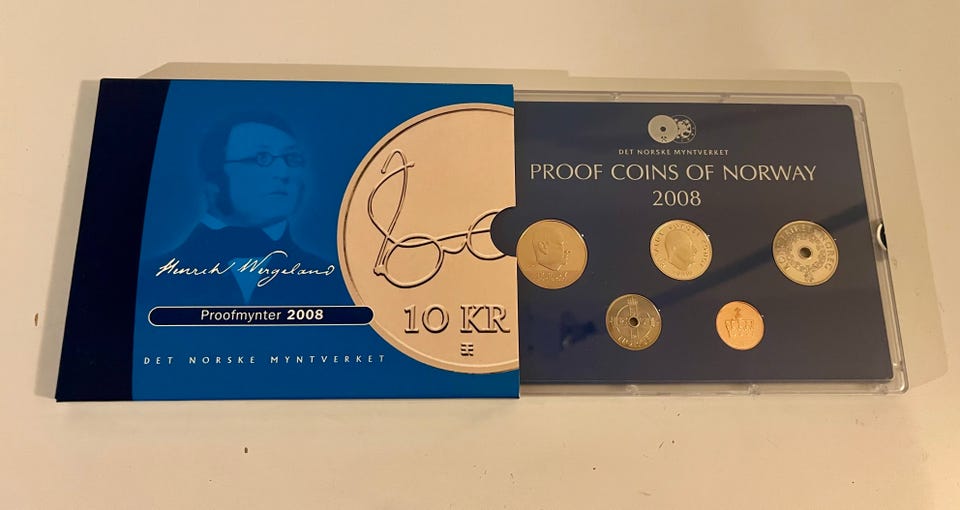 Henrik Wergeland
Proofmynter 2008
DET NORSKE MYNTVERKET
10 KR
DET NORSKE MYNTVERKET
PROOF COINS OF NORWAY
2008